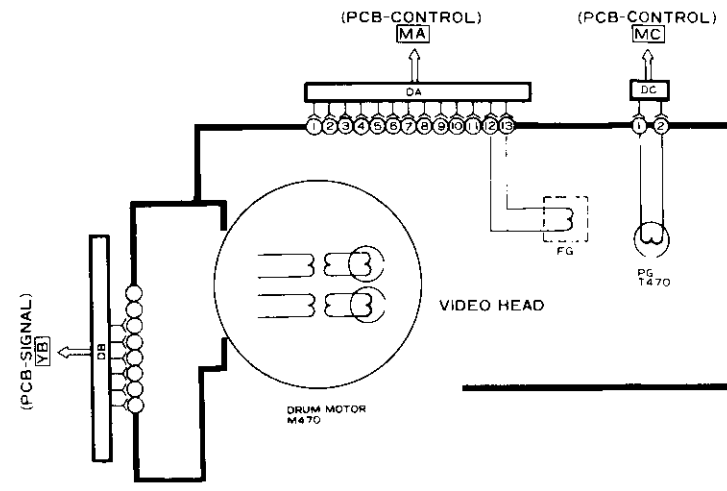 (PCB-CONTROL)
MA
(PCB-CONTROL)
MC
DA
DC
1 2 3 4 5 6 7 8 9 10 11 12 13
1 2
FG
PG
T470
VIDEO HEAD
(PCB-SIGNAL)
YB
DB
DRUM MOTOR
M470